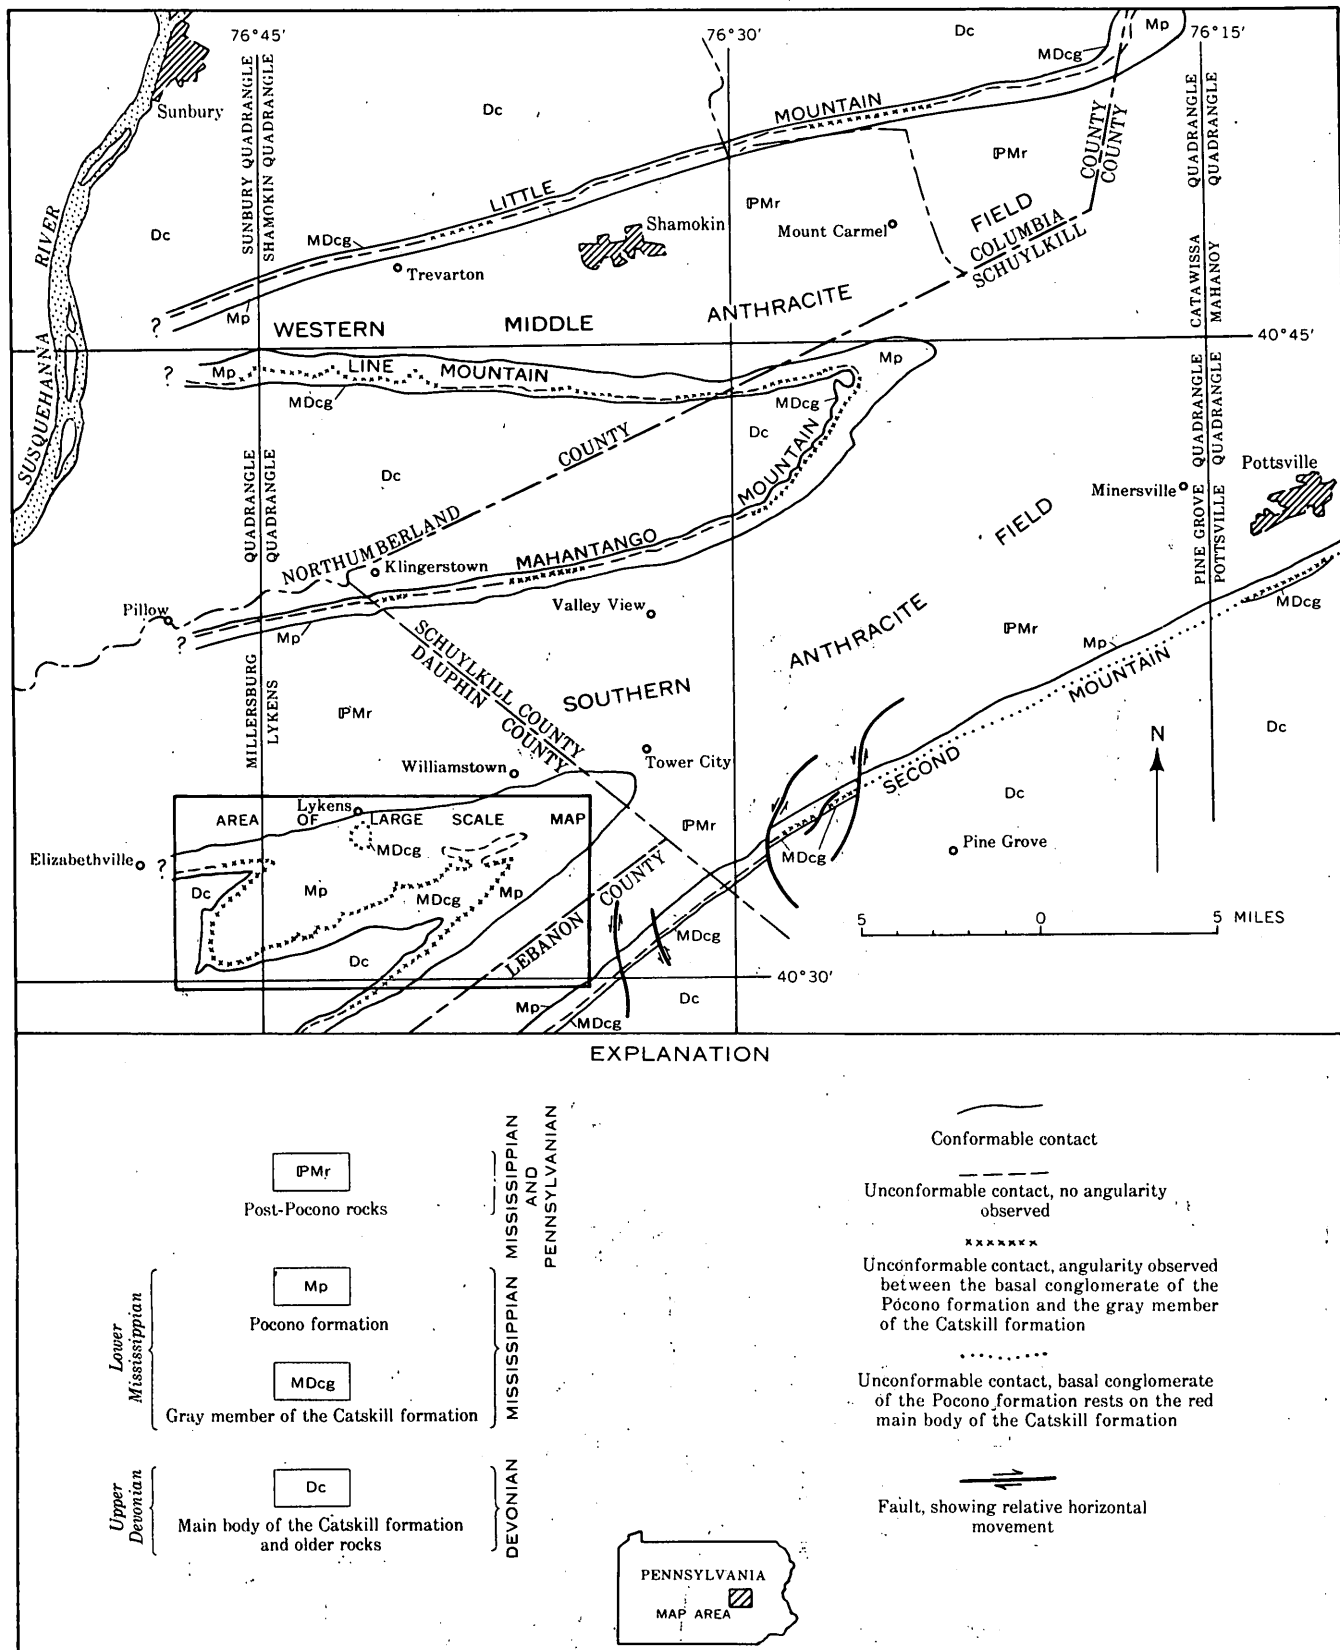 76°45′
76°30′
76°15′
Dc
Mp
MDcg
Sunbury
SUNBURY QUADRANGLE
SHAMOKIN QUADRANGLE
Dc
LITTLE MOUNTAIN
COUNTY
COUNTY
QUADRANGLE
QUADRANGLE
CATAWISSA
MAHANOY
ⅣPMr
PMr
Shamokin
Mount Carmel
FIELD
COLUMBIA
SCHUYLKILL
Dc
MDcg
Trevarton
Mp
?
SUSQUEHANNA RIVER
WESTERN MIDDLE ANTHRACITE
40°45′
?
Mp
LINE MOUNTAIN
MDcg
Mp
MDcg
Dc
Dc
COUNTY
NORTHUMBERLAND
MOUNTAIN
MAHANTANGO
QUADRANGLE
QUADRANGLE
PINE GROVE QUADRANGLE
POTTSVILLE QUADRANGLE
Pottsville
Minersville
FIELD
Klingerstown
Pillow
?
Mp
Valley View
SCHUYLKILL COUNTY
DAUPHIN COUNTY
ANTHRACITE
SOUTHERN
PMr
Mp
MDcg
SECOND MOUNTAIN
MILLERSBURG
LYKENS
PMr
Dc
N
Williamstown
Tower City
Lykens
AREA OF LARGE SCALE MAP
MDcg
Elizabethville
?
Dc
Mp
MDcg
Mp
Dc
PMr
LEBANON COUNTY
MDcg
Dc
Pine Grove
5 0 5 MILES
MDcg
40°30′
Mp
MDcg
Dc
EXPLANATION
PMr
Post-Pocono rocks
MISSISSIPPIAN
AND
PENNSYLVANIAN
Mp
Pocono formation
MDcg
Gray member of the Catskill formation
Lower
Mississippian
MISSISSIPPIAN
Dc
Main body of the Catskill formation
and older rocks
Upper
Devonian
DEVONIAN
Conformable contact
Unconformable contact, no angularity
observed
Unconformable contact, angularity observed
between the basal conglomerate of the
Pocono formation and the gray member
of the Catskill formation
Unconformable contact, basal conglomerate
of the Pocono formation rests on the red
main body of the Catskill formation
Fault, showing relative horizontal
movement
PENNSYLVANIA
MAP AREA